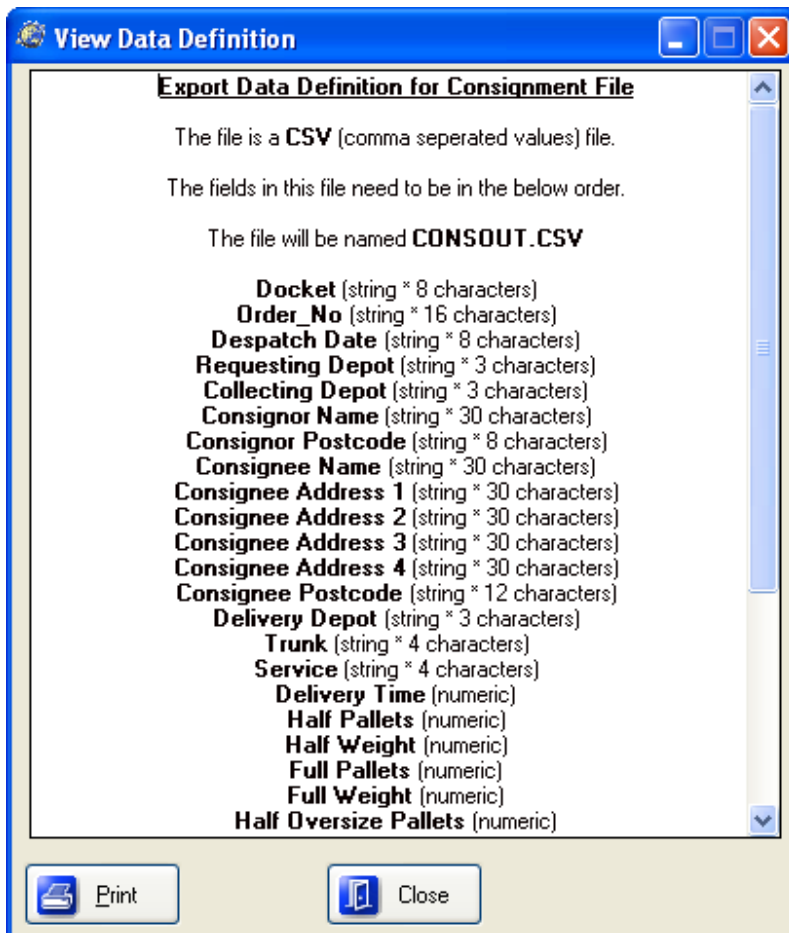 View Data Definition
Export Data Definition for Consignment File
The file is a CSV (comma seperated values) file.
The fields in this file need to be in the below order.
The file will be named CONSOUT.CSV
Docket (string * 8 characters)
Order_No (string * 16 characters)
Despatch Date (string * 8 characters)
Requesting Depot (string * 3 characters)
Collecting Depot (string * 3 characters)
Consignor Name (string * 30 characters)
Consignor Postcode (string * 8 characters)
Consignee Name (string * 30 characters)
Consignee Address 1 (string * 30 characters)
Consignee Address 2 (string * 30 characters)
Consignee Address 3 (string * 30 characters)
Consignee Address 4 (string * 30 characters)
Consignee Postcode (string * 12 characters)
Delivery Depot (string * 3 characters)
Trunk (string * 4 characters)
Service (string * 4 characters)
Delivery Time (numeric)
Half Pallets (numeric)
Half Weight (numeric)
Full Pallets (numeric)
Full Weight (numeric)
Half Oversize Pallets (numeric)
Print
Close